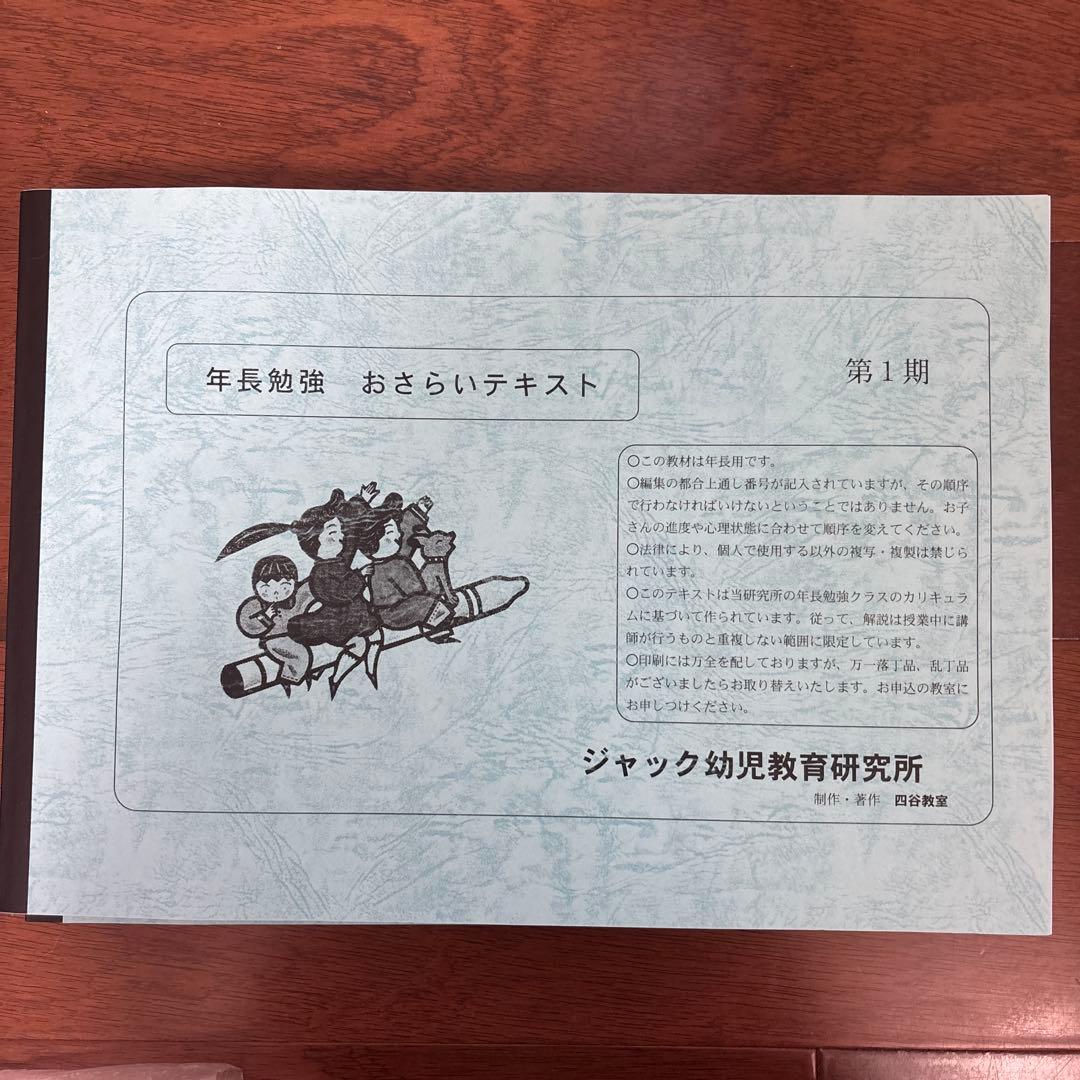 年長勉強　おさらいテキスト
第１期
○この教材は年長用です。
○編集の都合上通し番号が記入されていますが、その順序
で行わなければいけないということではありません。お子
さんの進度や心理状態に合わせて順序を変えてください。
○法律により、個人で使用する以外の複写・複製は禁じら
れています。
○このテキストは当研究所の年長勉強クラスのカリキュラ
ムに基づいて作られています。従って、解説は授業中に講
師が行うものと重複しない範囲に限定しています。
○印刷には万全を配しておりますが、万一落丁品、乱丁品
がございましたらお取り替えいたします。お申込の教室に
お申しつけください。
ジャック幼児教育研究所
制作・著作　四谷教室